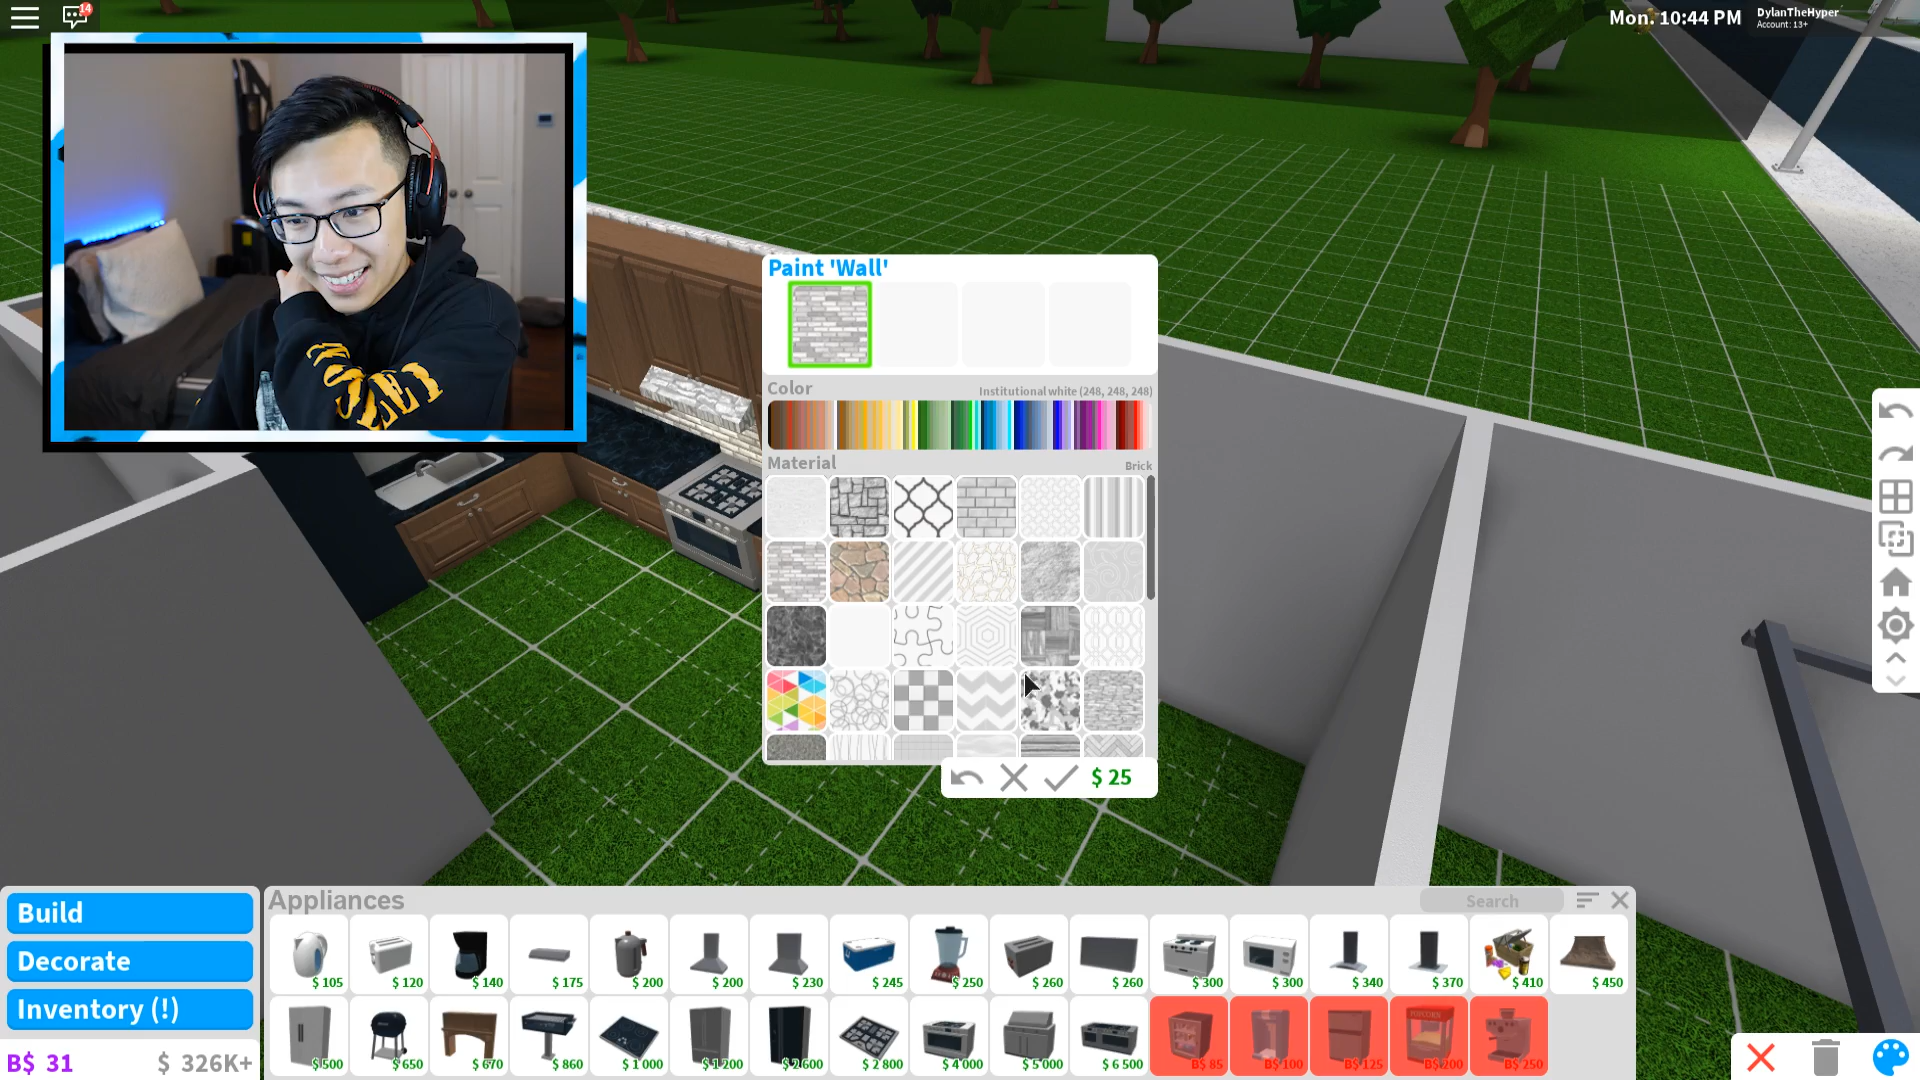 14
Mon. 10:44 PM
DylanTheHyper
Account: 13+
Paint 'Wall'
Color
Institutional white (248, 248, 248)
Material
Brick
$ 25
Build
Decorate
Inventory (!)
B$ 31
$ 326K+
Appliances
Search
$ 105
$ 120
$ 140
$ 175
$ 200
$ 200
$ 230
$ 245
$ 250
$ 260
$ 260
$ 300
$ 300
$ 340
$ 370
$ 410
$ 450
$ 500
$ 650
$ 670
$ 860
$ 1 000
$ 1 200
$ 2 600
$ 2 800
$ 4 000
$ 5 000
$ 6 500
B$ 85
B$ 100
B$ 125
POPCORN
B$ 200
B$ 250